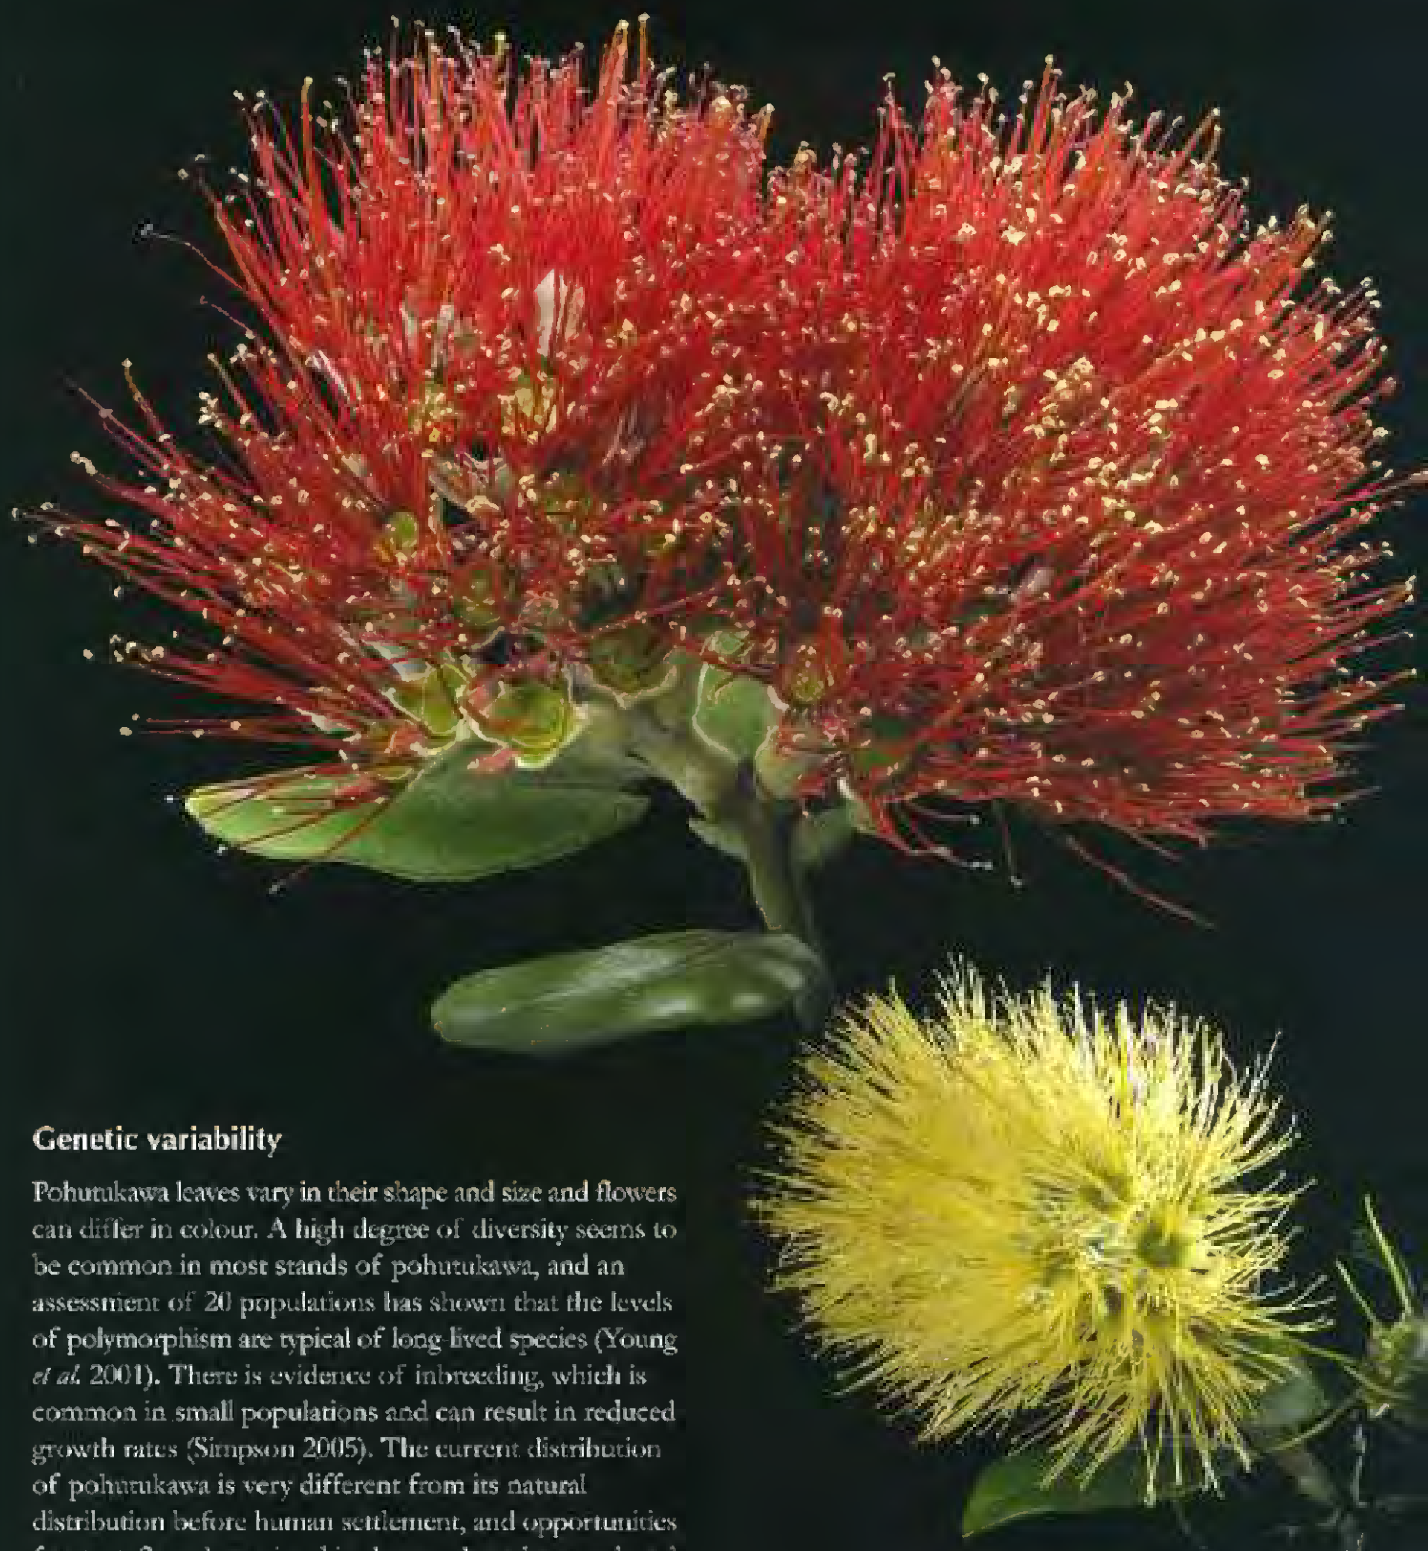 Genetic variability
Pohutukawa leaves vary in their shape and size and flowers
can differ in colour. A high degree of diversity seems to
be common in most stands of pohutukawa, and an
assessment of 20 populations has shown that the levels
of polymorphism are typical of long-lived species (Young
et al. 2001). There is evidence of inbreeding, which is
common in small populations and can result in reduced
growth rates (Simpson 2005). The current distribution
of pohutukawa is very different from its natural
distribution before human settlement, and opportunities